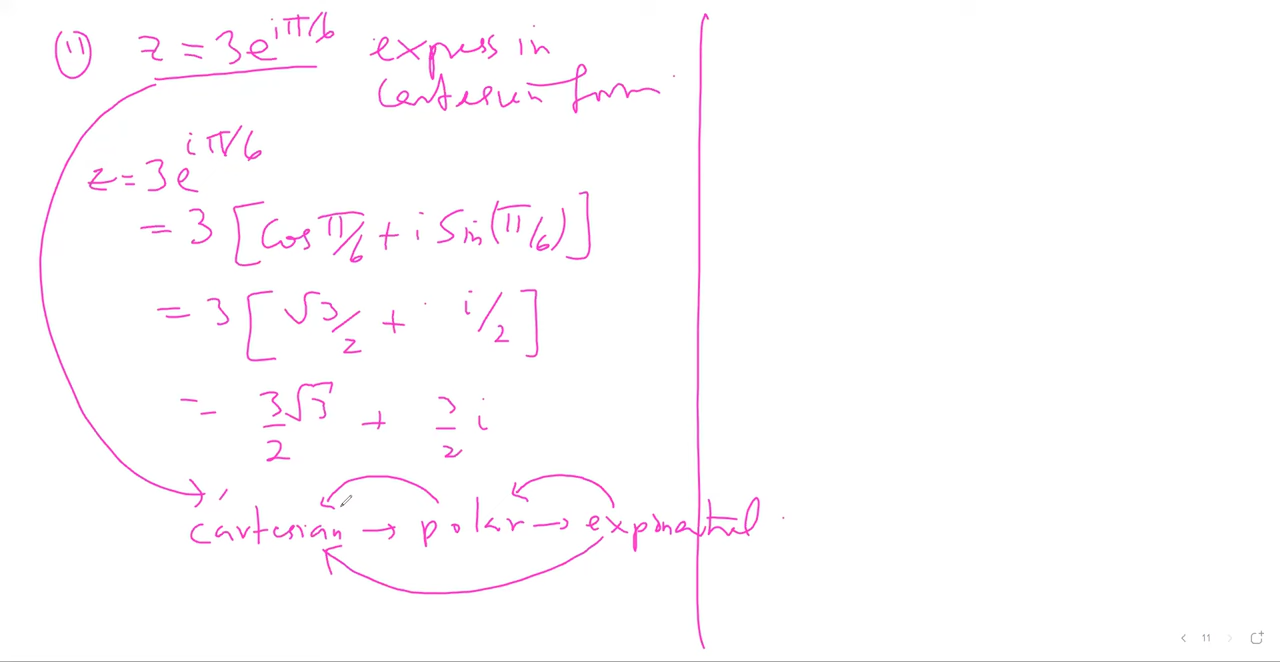 (11) z = 3e^{iπ/6} express in
cartesian form
z = 3e^{iπ/6}
= 3 [cos π/6 + i Sin(π/6)]
= 3 [√3/2 + i/2]
= 3√3/2 + 3/2 i
cartesian → polar → exponential
11